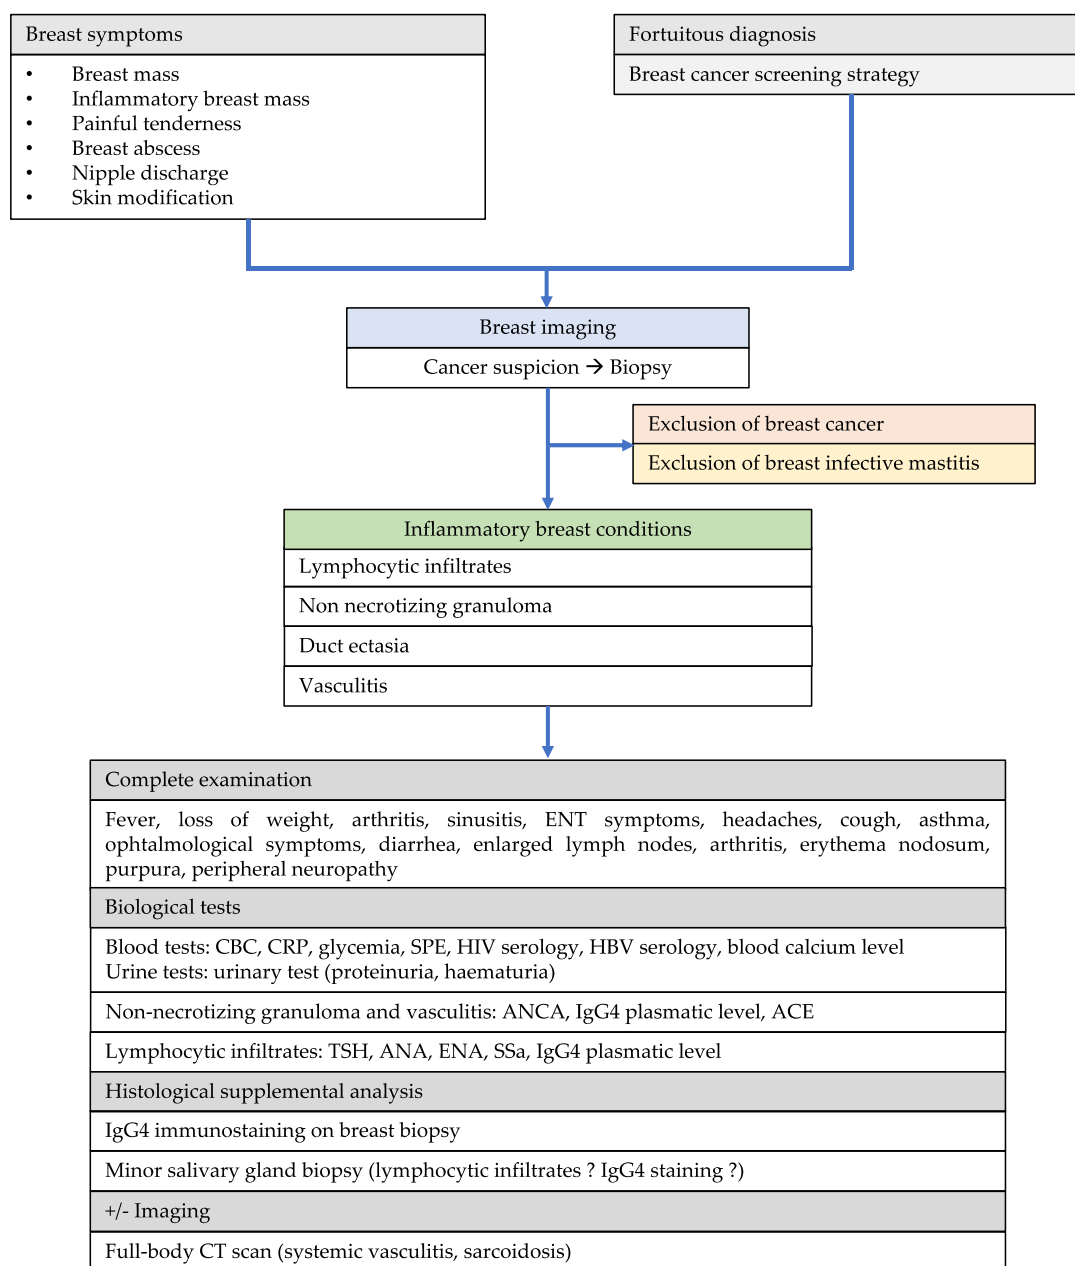 Breast symptoms
• Breast mass
• Inflammatory breast mass
• Painful tenderness
• Breast abscess
• Nipple discharge
• Skin modification
Fortuitous diagnosis
Breast cancer screening strategy
Breast imaging
Cancer suspicion → Biopsy
Exclusion of breast cancer
Exclusion of breast infective mastitis
Inflammatory breast conditions
Lymphocytic infiltrates
Non necrotizing granuloma
Duct ectasia
Vasculitis
Complete examination
Fever, loss of weight, arthritis, sinusitis, ENT symptoms, headaches, cough, asthma,
ophtalmological symptoms, diarrhea, enlarged lymph nodes, arthritis, erythema nodosum,
purpura, peripheral neuropathy
Biological tests
Blood tests: CBC, CRP, glycemia, SPE, HIV serology, HBV serology, blood calcium level
Urine tests: urinary test (proteinuria, haematuria)
Non-necrotizing granuloma and vasculitis: ANCA, IgG4 plasmatic level, ACE
Lymphocytic infiltrates: TSH, ANA, ENA, SSa, IgG4 plasmatic level
Histological supplemental analysis
IgG4 immunostaining on breast biopsy
Minor salivary gland biopsy (lymphocytic infiltrates ? IgG4 staining ?)
+/- Imaging
Full-body CT scan (systemic vasculitis, sarcoidosis)